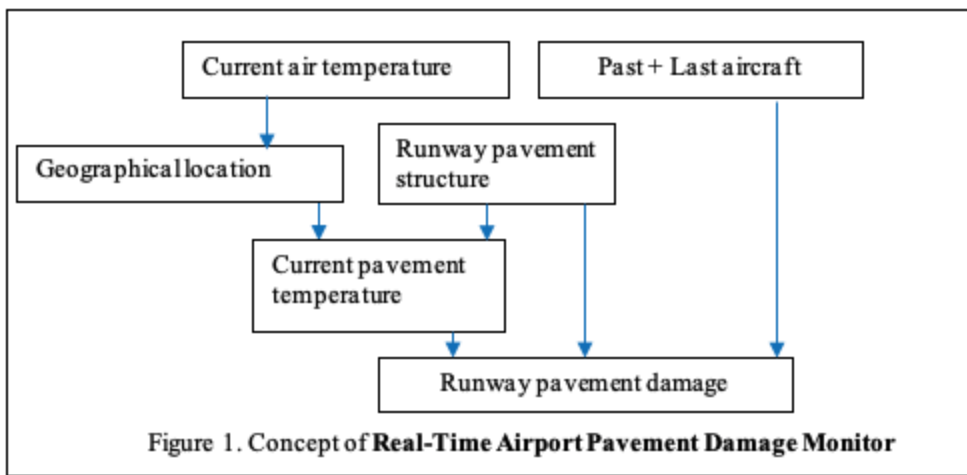 Current air temperature
Past + Last aircraft
Geographical location
Runway pavement
structure
Current pavement
temperature
Runway pavement damage
Figure 1. Concept of Real-Time Airport Pavement Damage Monitor